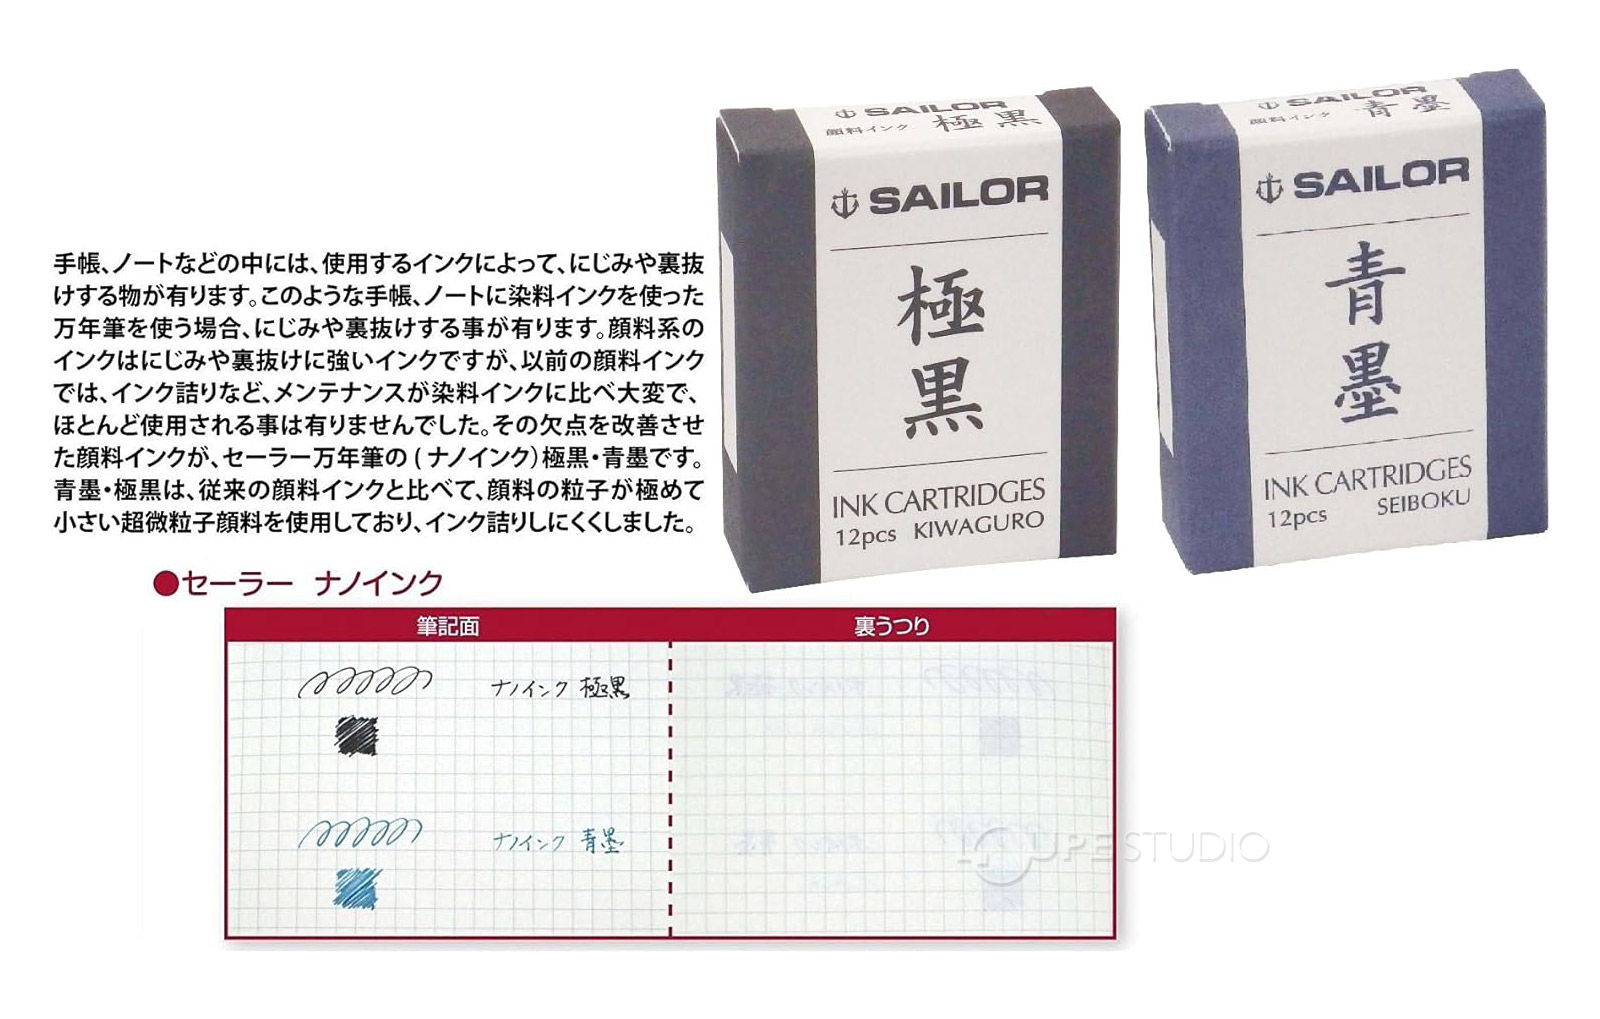 手帳、ノートなどの中には、使用するインクによって、にじみや裏抜
けする物が有ります。このような手帳、ノートに染料インクを使った
万年筆を使う場合、にじみや裏抜けする事が有ります。顔料系の
インクはにじみや裏抜けに強いインクですが、以前の顔料インク
では、インク詰りなど、メンテナンスが染料インクに比べ大変で、
ほとんど使用される事は有りませんでした。その欠点を改善させ
た顔料インクが、セーラー万年筆の(ナノインク)極黒・青墨です。
青墨・極黒は、従来の顔料インクと比べて、顔料の粒子が極めて
小さい超微粒子顔料を使用しており、インク詰りしにくくしました。
SAILOR
顔料インク 極黒
SAILOR
極黒
INK CARTRIDGES
12pcs KIWAGURO
SAILOR
顔料インク 青墨
SAILOR
青墨
INK CARTRIDGES
12pcs SEIBOKU
●セーラー ナノインク
筆記面 裏うつり
ナノインク 極黒
ナノインク 青墨
LOUPE STUDIO